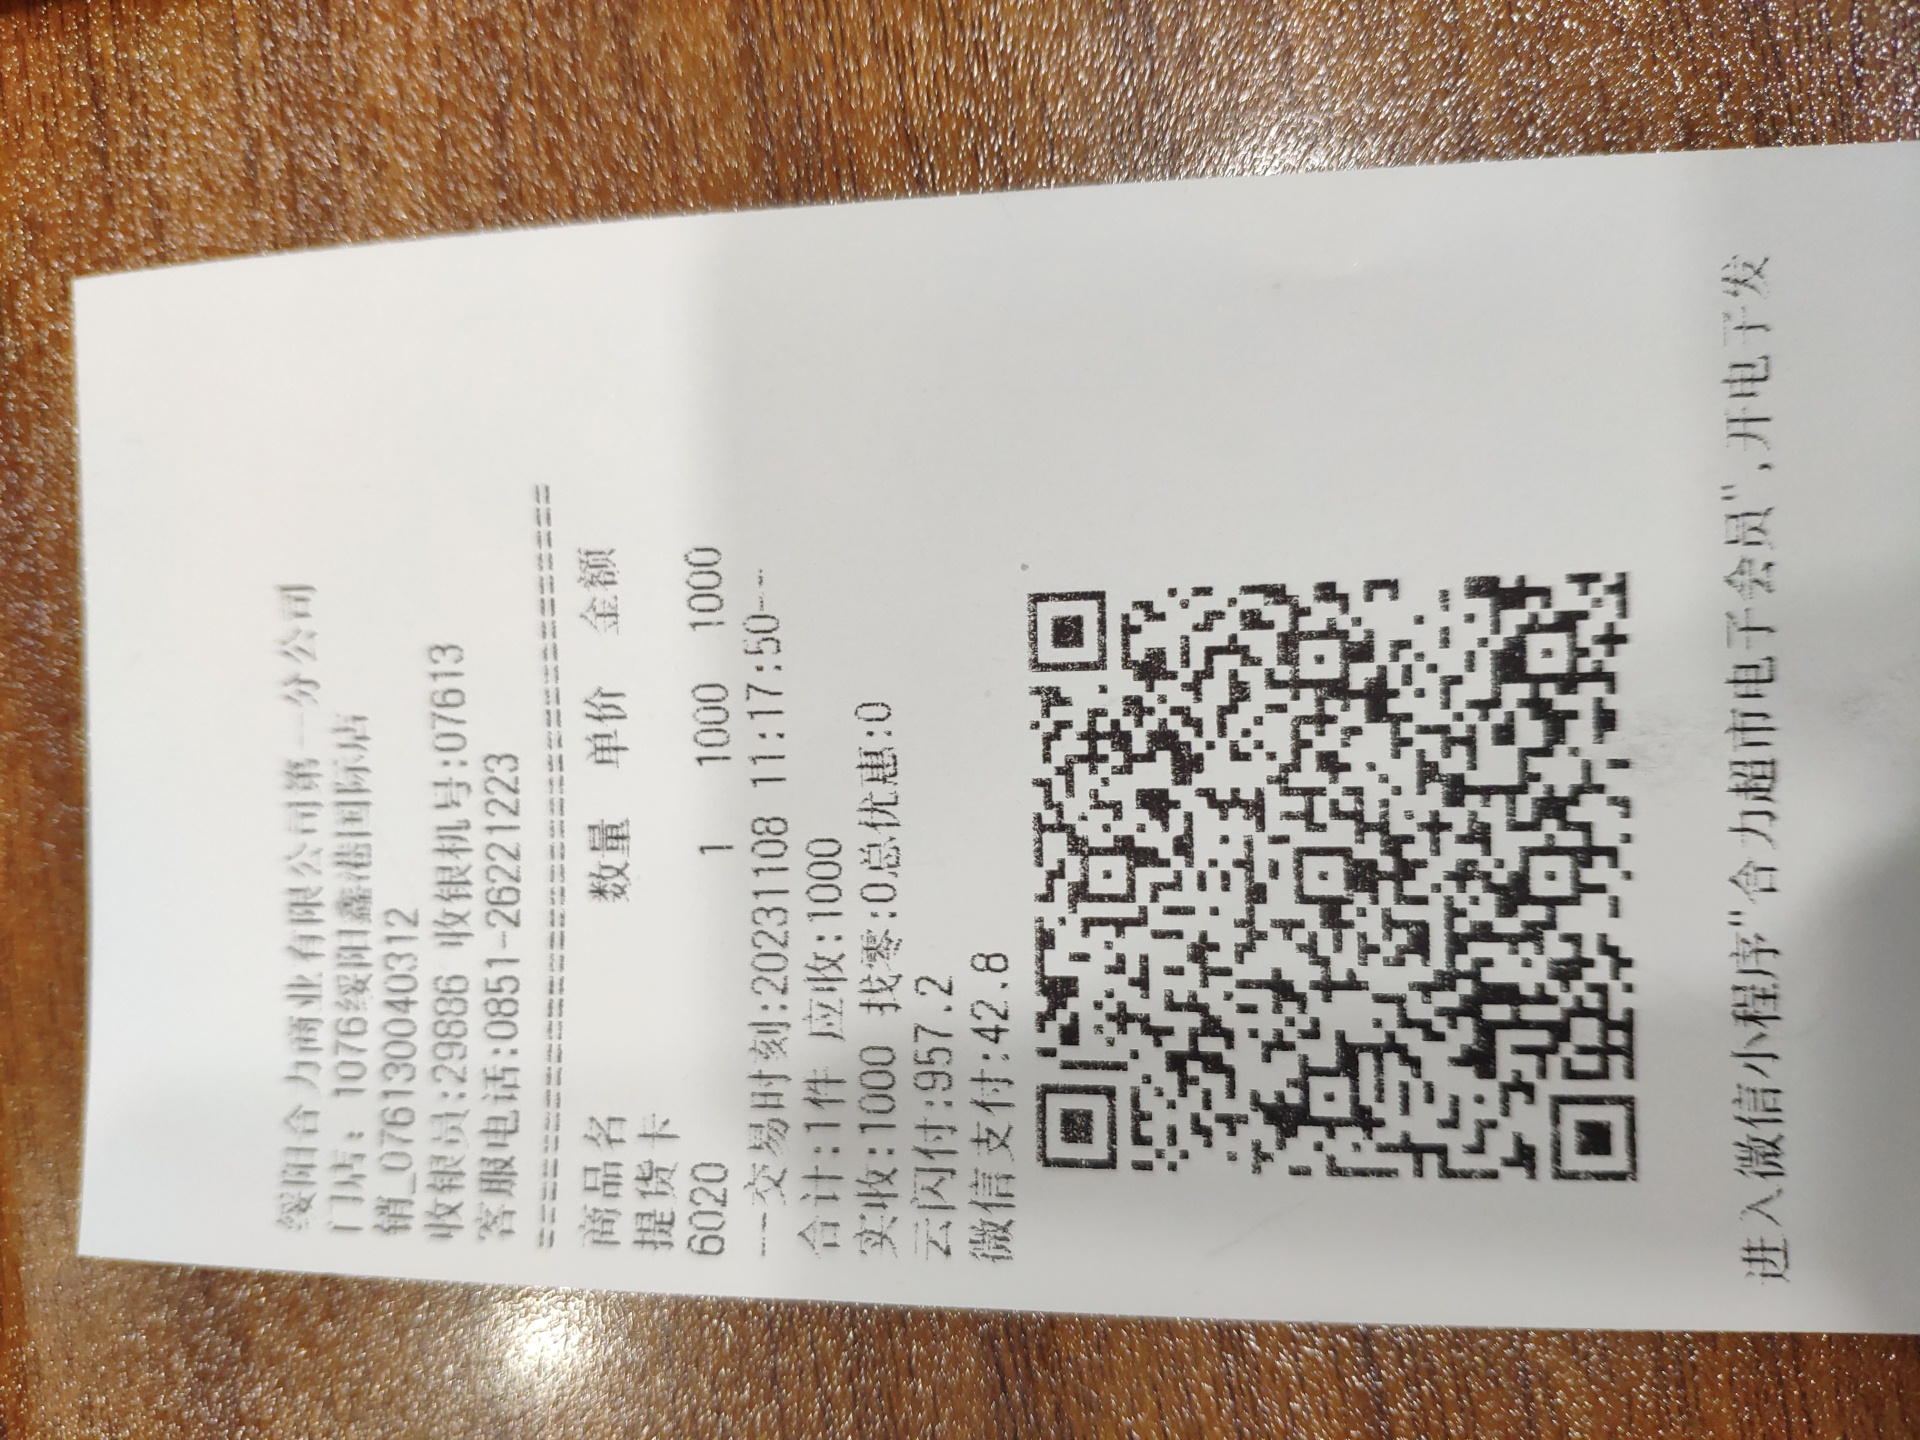 绥阳合力商业有限公司第一分公司
门店: 1076绥阳鑫港国际店
销_0761300040312
收银员:29886 收银机号:07613
客服电话:0851-26221223
================================
商品名 数量 单价 金额
提货卡
6020 1 1000 1000
---交易时刻:20231108 11:17:50---
合计:1件 应收:1000
实收:1000 找零:0总优惠:0
云闪付:957.2
微信支付:42.8
进入微信小程序"合力超市电子会员",开电子发